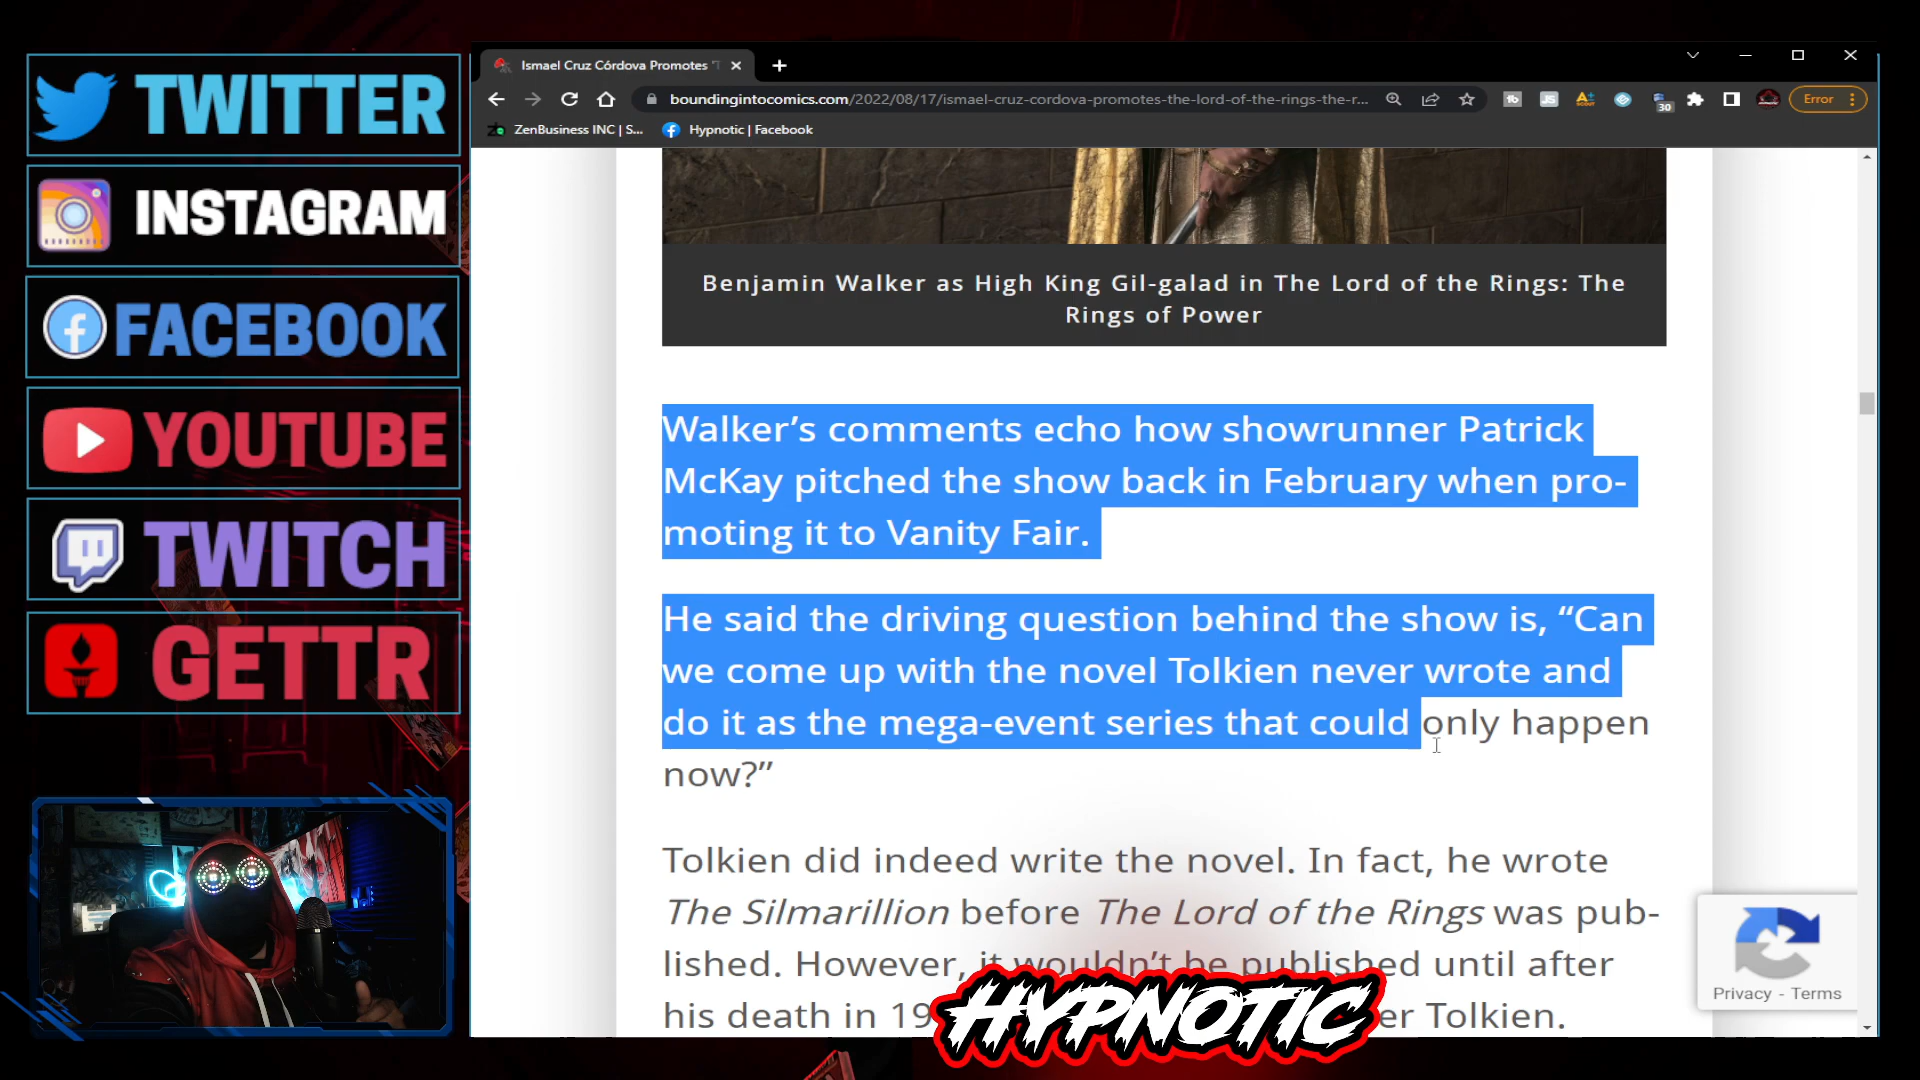 TWITTER
INSTAGRAM
FACEBOOK
YOUTUBE
TWITCH
GETTR
Ismael Cruz Córdova Promotes
boundingintocomics.com/2022/08/17/ismael-cruz-cordova-promotes-the-lord-of-the-rings-the-r...
30
Error
ZenBusiness INC | S...
Hypnotic | Facebook
Benjamin Walker as High King Gil-galad in The Lord of the Rings: The
Rings of Power
Walker's comments echo how showrunner Patrick
McKay pitched the show back in February when pro-
moting it to Vanity Fair.
He said the driving question behind the show is, “Can
we come up with the novel Tolkien never wrote and
do it as the mega-event series that could only happen
now?”
Tolkien did indeed write the novel. In fact, he wrote
The Silmarillion before The Lord of the Rings was pub-
lished. However, it wouldn't be published until after
his death in 19 er Tolkien.
HYPNOTIC
Privacy - Terms